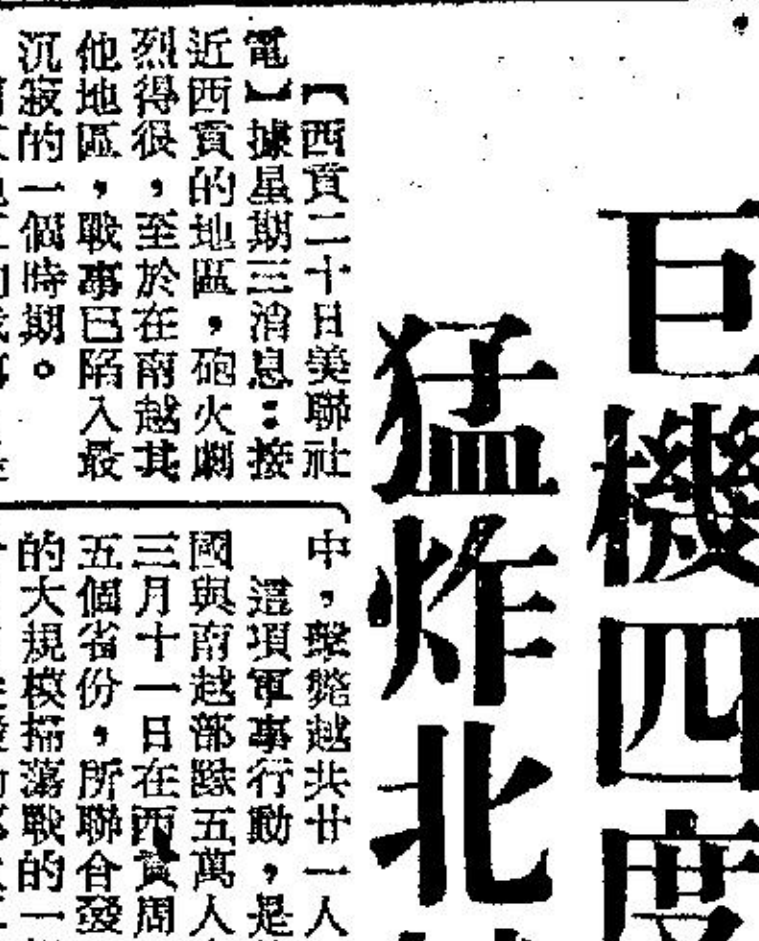 巨機四度
猛炸北
【西貢二十日美聯社
電】據星期三消息：接
近西貢的地區，砲火劇
烈得很，至於在南越其
他地區，戰事已陷入最
沉寂的一個時期。
中，擊斃越共廿一人
這項軍事行動，是
國與南越部隊五萬人
三月十一日在西貢周
五個省份，所聯合發
的大規模掃蕩戰的一